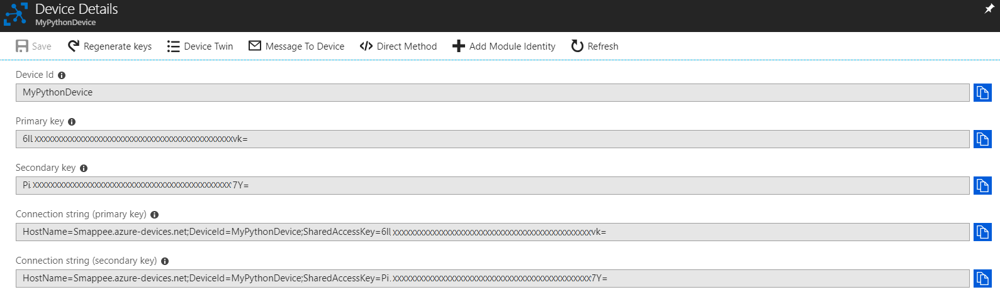 Device Details
MyPythonDevice
Save Regenerate keys Device Twin Message To Device Direct Method Add Module Identity Refresh
Device Id
MyPythonDevice
Primary key
6Il.xxxxxxxxxxxxxxxxxxxxxxxxxxxxxxxxxxxxxxxxxxxxxvk=
Secondary key
Pi.xxxxxxxxxxxxxxxxxxxxxxxxxxxxxxxxxxxxxxxxxxxxx7Y=
Connection string (primary key)
HostName=Smappee.azure-devices.net;DeviceId=MyPythonDevice;SharedAccessKey=6Il xxxxxxxxxxxxxxxxxxxxxxxxxxxxxxxxxxxxxxxxxxxxxvk=
Connection string (secondary key)
HostName=Smappee.azure-devices.net;DeviceId=MyPythonDevice;SharedAccessKey=Pi.xxxxxxxxxxxxxxxxxxxxxxxxxxxxxxxxxxxxxxxxxxxxx7Y=